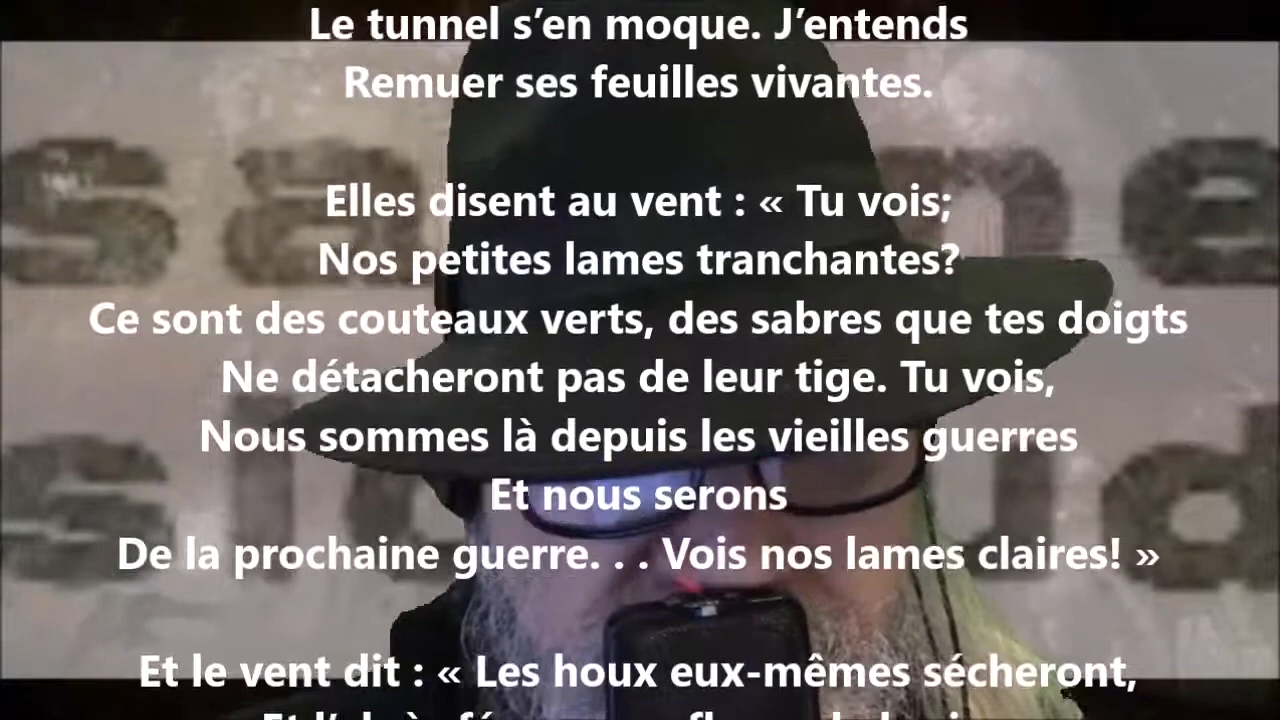 Le tunnel s’en moque. J’entends
Remuer ses feuilles vivantes.
Elles disent au vent : « Tu vois;
Nos petites lames tranchantes?
Ce sont des couteaux verts, des sabres que tes doigts
Ne détacheront pas de leur tige. Tu vois,
Nous sommes là depuis les vieilles guerres
Et nous serons
De la prochaine guerre. . . Vois nos lames claires! »
Et le vent dit : « Les houx eux-mêmes sécheront,